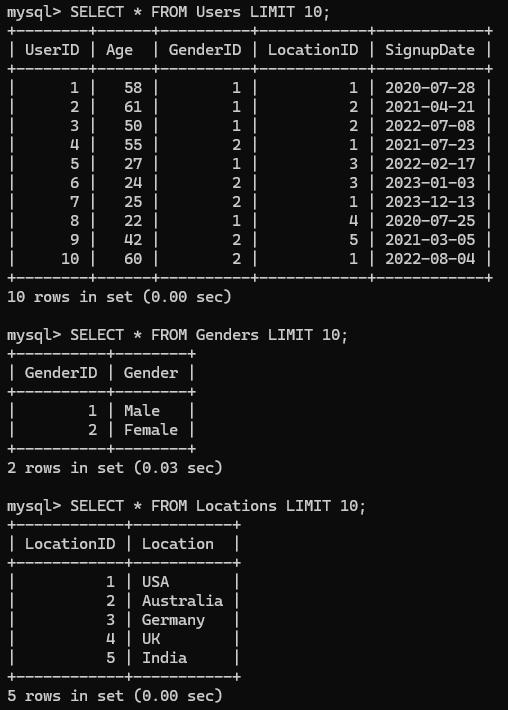 mysql> SELECT * FROM Users LIMIT 10;
+--------+------+----------+------------+------------+
| UserID | Age  | GenderID | LocationID | SignupDate |
+--------+------+----------+------------+------------+
|      1 |   58 |        1 |          1 | 2020-07-28 |
|      2 |   61 |        1 |          2 | 2021-04-21 |
|      3 |   50 |        1 |          2 | 2022-07-08 |
|      4 |   55 |        2 |          1 | 2021-07-23 |
|      5 |   27 |        1 |          3 | 2022-02-17 |
|      6 |   24 |        2 |          3 | 2023-01-03 |
|      7 |   25 |        2 |          1 | 2023-12-13 |
|      8 |   22 |        1 |          4 | 2020-07-25 |
|      9 |   42 |        2 |          5 | 2021-03-05 |
|     10 |   60 |        2 |          1 | 2022-08-04 |
+--------+------+----------+------------+------------+
10 rows in set (0.00 sec)

mysql> SELECT * FROM Genders LIMIT 10;
+----------+--------+
| GenderID | Gender |
+----------+--------+
|        1 | Male   |
|        2 | Female |
+----------+--------+
2 rows in set (0.03 sec)

mysql> SELECT * FROM Locations LIMIT 10;
+------------+-----------+
| LocationID | Location  |
+------------+-----------+
|          1 | USA       |
|          2 | Australia |
|          3 | Germany   |
|          4 | UK        |
|          5 | India     |
+------------+-----------+
5 rows in set (0.00 sec)